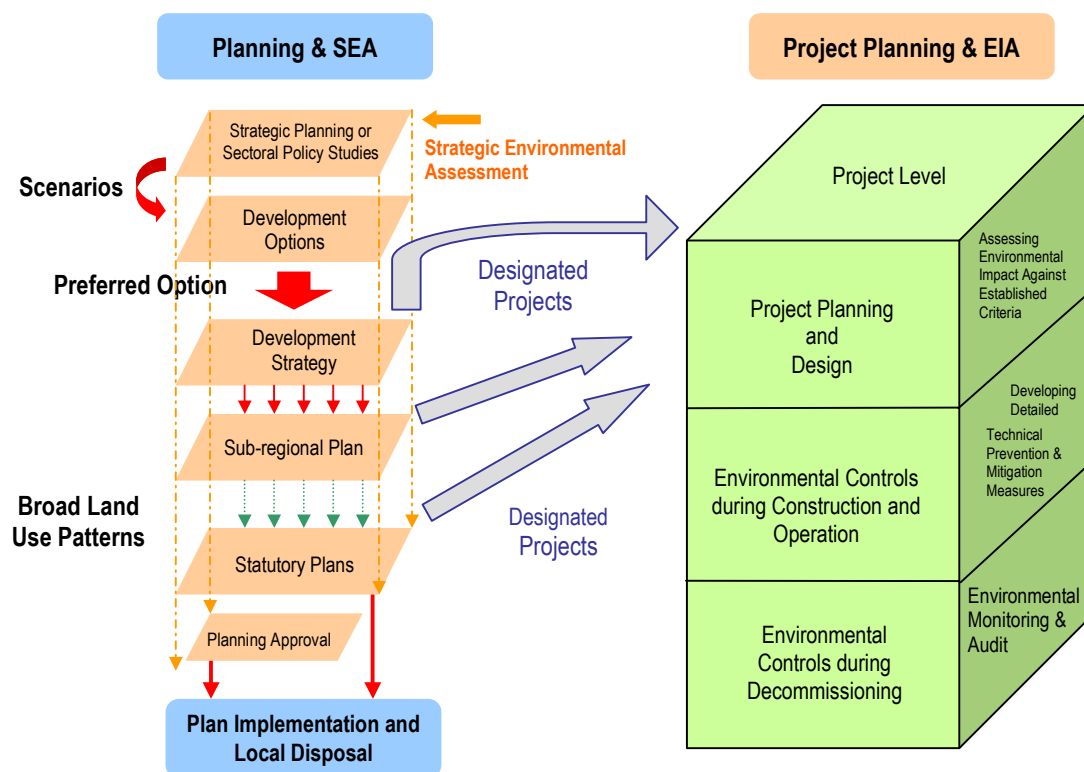 Planning & SEA
Strategic Planning or
Sectoral Policy Studies
Strategic Environmental
Assessment
Scenarios
Development
Options
Preferred Option
Development
Strategy
Sub-regional Plan
Broad Land
Use Patterns
Statutory Plans
Planning Approval
Plan Implementation and
Local Disposal
Designated
Projects
Designated
Projects
Project Planning & EIA
Project Level
Project Planning
and
Design
Assessing
Environmental
Impact Against
Established
Criteria
Environmental Controls
during Construction and
Operation
Developing
Detailed
Technical
Prevention &
Mitigation
Measures
Environmental
Controls during
Decommissioning
Environmental
Monitoring &
Audit